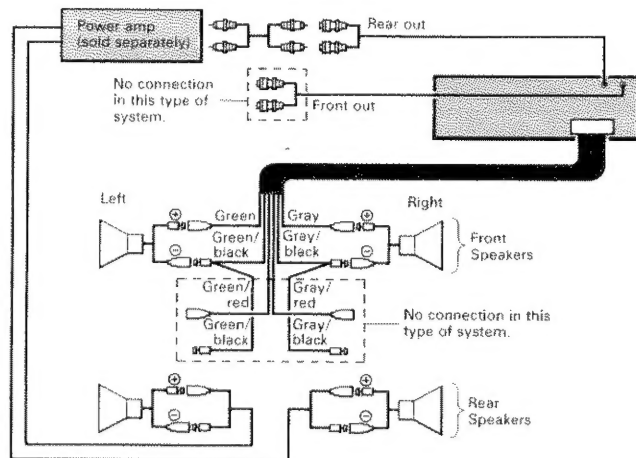 Power amp
(sold separately)
Rear out
No connection
in this type of
system.
Front out
Left
Right
Green
Gray
Green/
black
Gray/
black
Front
Speakers
Green/
red
Gray/
red
Green/
black
Gray/
black
No connection in this
type of system.
Rear
Speakers